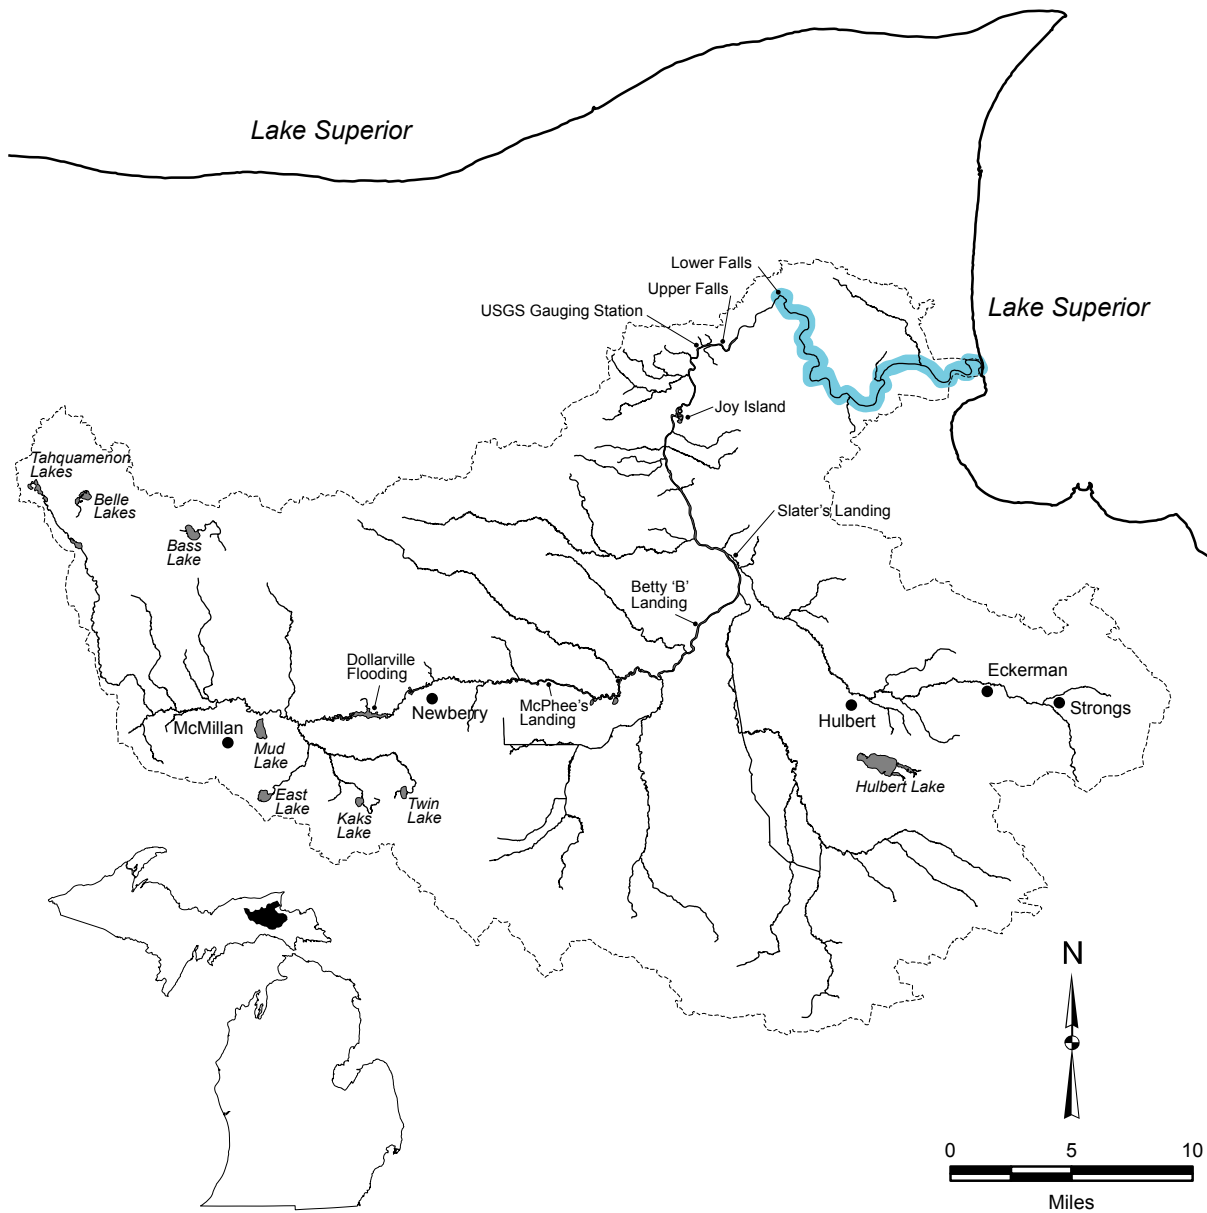 Lake Superior
Lower Falls
Upper Falls
USGS Gauging Station
Lake Superior
Joy Island
Tahquamenon
Lakes
Belle
Lakes
Bass
Lake
Slater's Landing
Betty 'B'
Landing
Dollarville
Flooding
Newberry
McPhee's
Landing
Eckerman
Strongs
Hulbert
Hulbert Lake
McMillan
Mud
Lake
East
Lake
Kaks
Lake
Twin
Lake
N
0 5 10
Miles